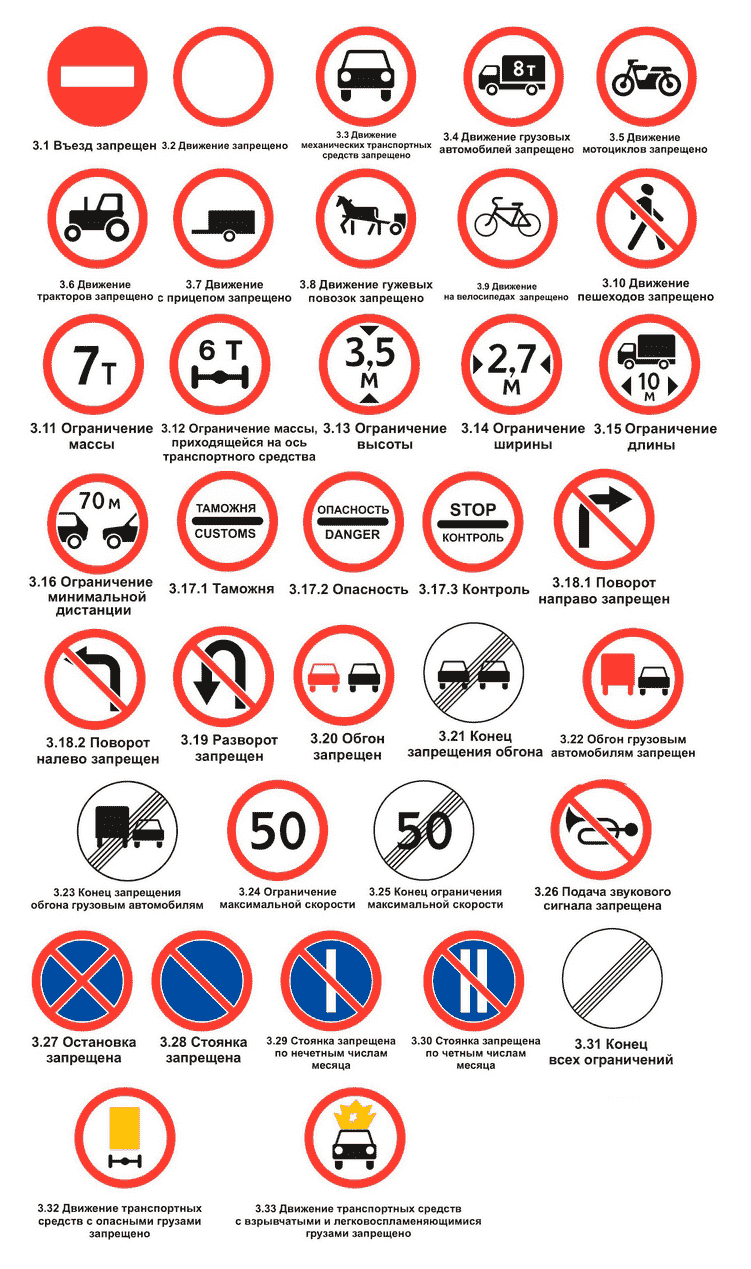 8т
3.1 Въезд запрещен
3.2 Движение запрещено
3.3 Движение
механических транспортных
средств запрещено
3.4 Движение грузовых
автомобилей запрещено
3.5 Движение
мотоциклов запрещено
3.6 Движение
тракторов запрещено
3.7 Движение
с прицепом запрещено
3.8 Движение гужевых
повозок запрещено
3.9 Движение
на велосипедах запрещено
3.10 Движение
пешеходов запрещено
7т
6 Т
3,5
м
2,7
м
10
м
3.11 Ограничение
массы
3.12 Ограничение массы,
приходящейся на ось
транспортного средства
3.13 Ограничение
высоты
3.14 Ограничение
ширины
3.15 Ограничение
длины
70 м
ТАМОЖНЯ
CUSTOMS
ОПАСНОСТЬ
DANGER
STOP
КОНТРОЛЬ
3.16 Ограничение
минимальной
дистанции
3.17.1 Таможня
3.17.2 Опасность
3.17.3 Контроль
3.18.1 Поворот
направо запрещен
3.18.2 Поворот
налево запрещен
3.19 Разворот
запрещен
3.20 Обгон
запрещен
3.21 Конец
запрещения обгона
3.22 Обгон грузовым
автомобилям запрещен
50
50
3.23 Конец запрещения
обгона грузовым автомобилям
3.24 Ограничение
максимальной скорости
3.25 Конец ограничения
максимальной скорости
3.26 Подача звукового
сигнала запрещена
3.27 Остановка
запрещена
3.28 Стоянка
запрещена
3.29 Стоянка запрещена
по нечетным числам
месяца
3.30 Стоянка запрещена
по четным числам
месяца
3.31 Конец
всех ограничений
3.32 Движение транспортных
средств с опасными грузами
запрещено
3.33 Движение транспортных средств
с взрывчатыми и легковоспламеняющимися
грузами запрещено